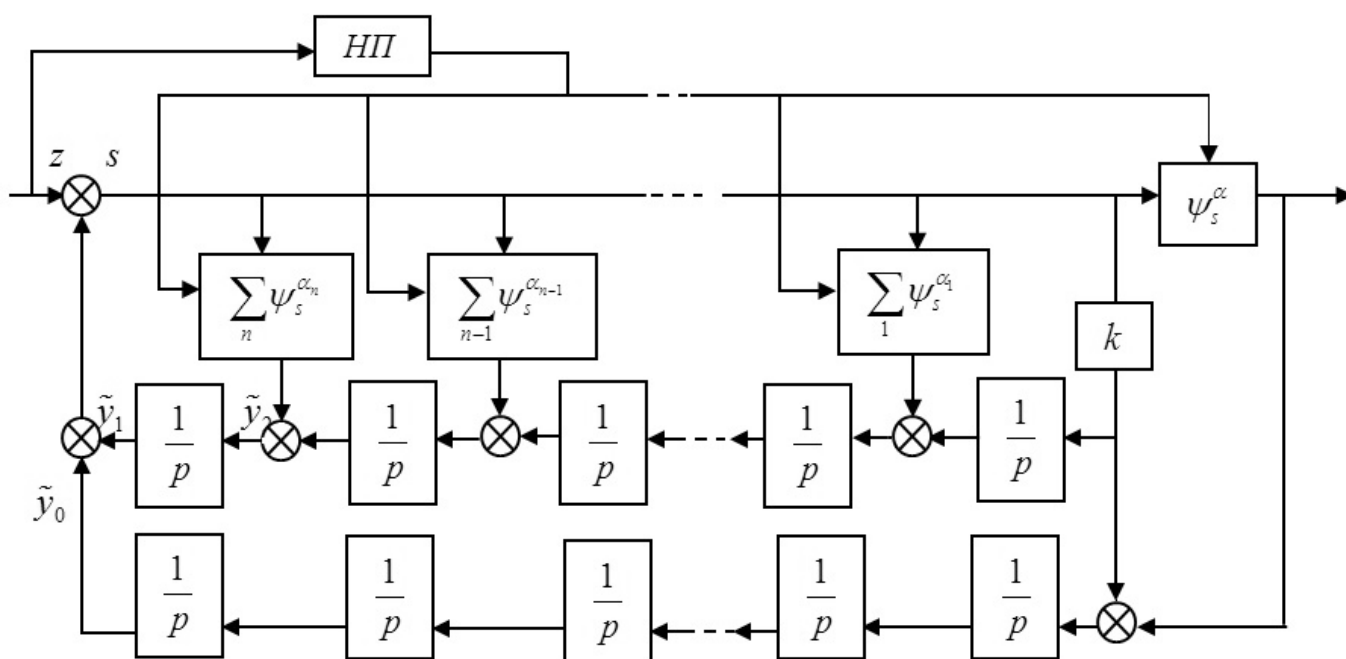 НП
z s
ψ_s^α
∑_n ψ_s^{α_n} ∑_{n-1} ψ_s^{α_{n-1}} ∑_1 ψ_s^{α_1}
k
ỹ_1 1/p ỹ_2 1/p 1/p 1/p 1/p
ỹ_0
1/p 1/p 1/p 1/p 1/p